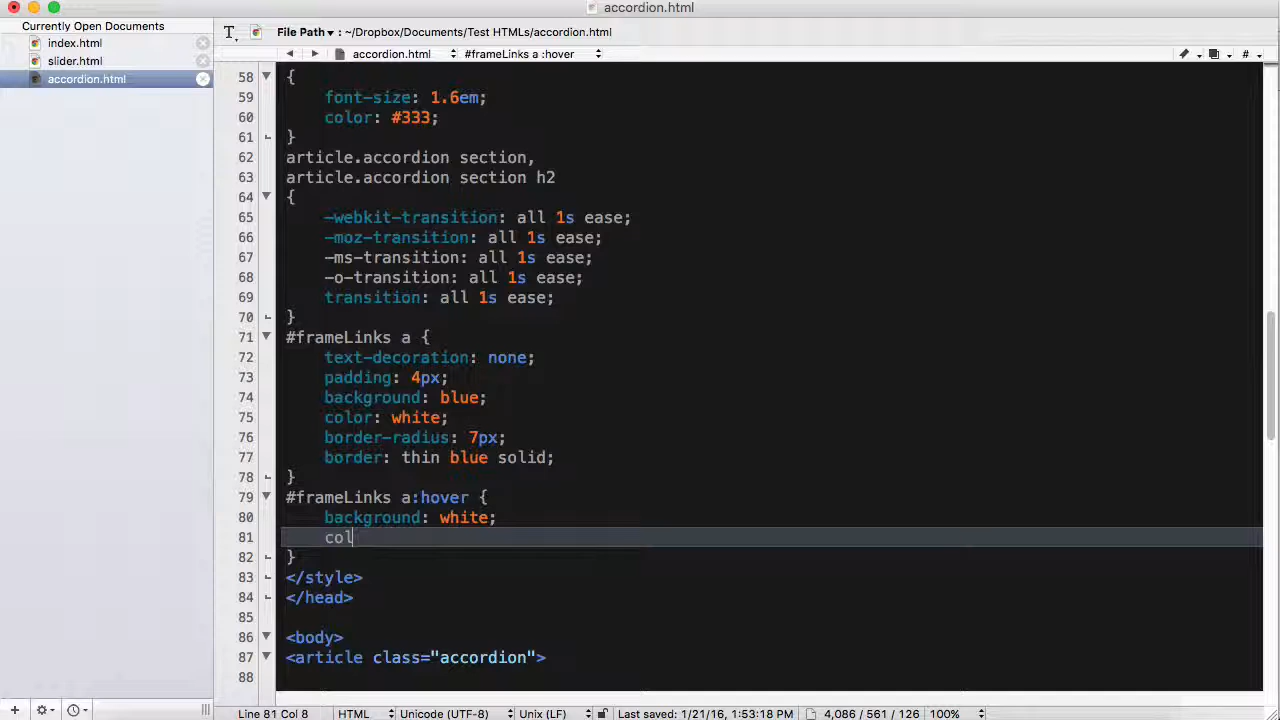 accordion.html
Currently Open Documents
index.html
slider.html
accordion.html
File Path ▾ : ~/Dropbox/Documents/Test HTMLs/accordion.html
accordion.html #frameLinks a :hover #
58 {
59 font-size: 1.6em;
60 color: #333;
61 }
62 article.accordion section,
63 article.accordion section h2
64 {
65 -webkit-transition: all 1s ease;
66 -moz-transition: all 1s ease;
67 -ms-transition: all 1s ease;
68 -o-transition: all 1s ease;
69 transition: all 1s ease;
70 }
71 #frameLinks a {
72 text-decoration: none;
73 padding: 4px;
74 background: blue;
75 color: white;
76 border-radius: 7px;
77 border: thin blue solid;
78 }
79 #frameLinks a:hover {
80 background: white;
81 col
82 }
83 </style>
84 </head>
85
86 <body>
87 <article class="accordion">
88
Line 81 Col 8 HTML Unicode (UTF-8) Unix (LF) Last saved: 1/21/16, 1:53:18 PM 4,086 / 561 / 126 100%